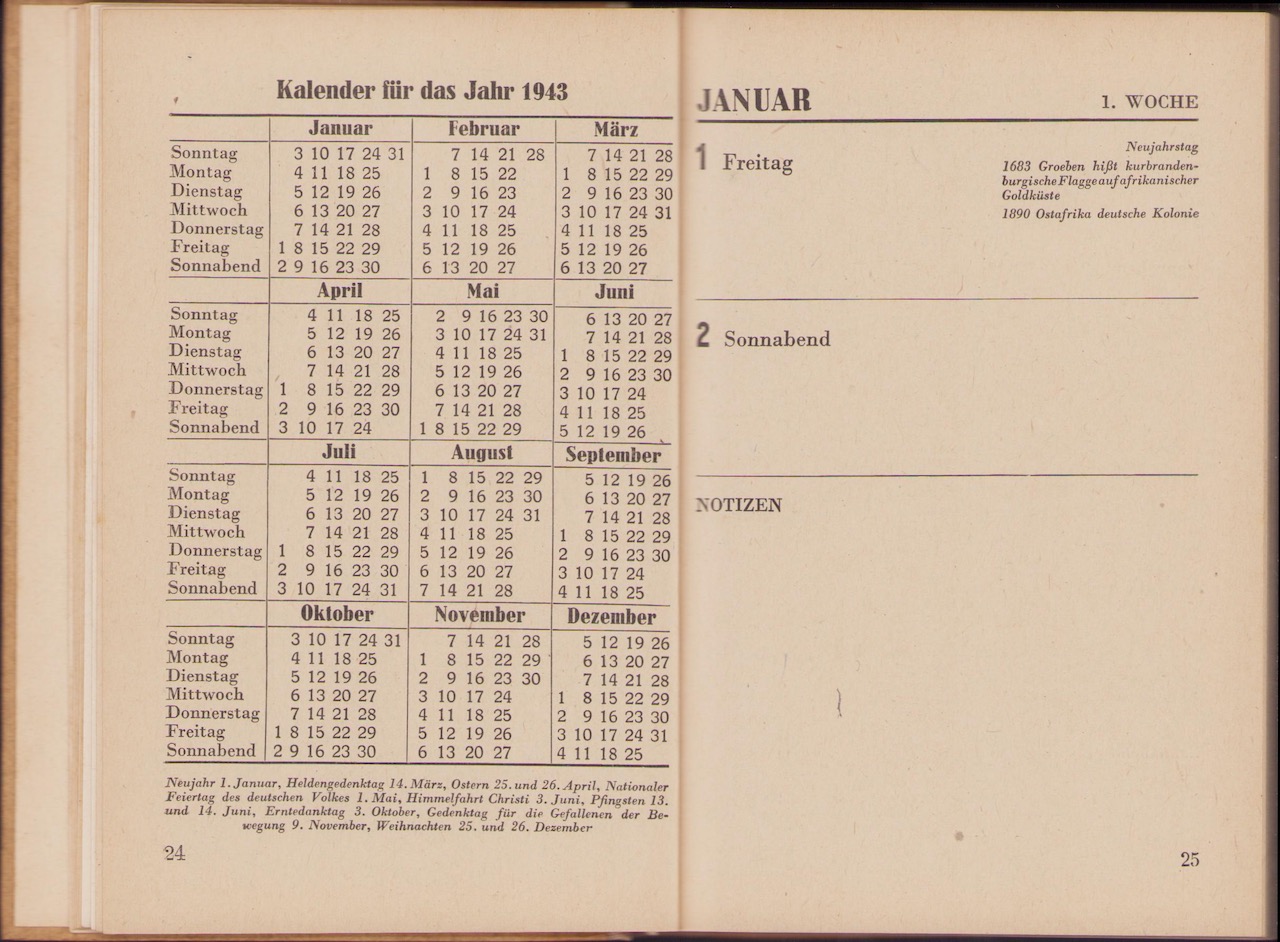 Kalender für das Jahr 1943
Januar Februar März
Sonntag 3 10 17 24 31 7 14 21 28 7 14 21 28
Montag 4 11 18 25 1 8 15 22 1 8 15 22 29
Dienstag 5 12 19 26 2 9 16 23 2 9 16 23 30
Mittwoch 6 13 20 27 3 10 17 24 3 10 17 24 31
Donnerstag 7 14 21 28 4 11 18 25 4 11 18 25
Freitag 1 8 15 22 29 5 12 19 26 5 12 19 26
Sonnabend 2 9 16 23 30 6 13 20 27 6 13 20 27
April Mai Juni
Sonntag 4 11 18 25 2 9 16 23 30 6 13 20 27
Montag 5 12 19 26 3 10 17 24 31 7 14 21 28
Dienstag 6 13 20 27 4 11 18 25 1 8 15 22 29
Mittwoch 7 14 21 28 5 12 19 26 2 9 16 23 30
Donnerstag 1 8 15 22 29 6 13 20 27 3 10 17 24
Freitag 2 9 16 23 30 7 14 21 28 4 11 18 25
Sonnabend 3 10 17 24 1 8 15 22 29 5 12 19 26
Juli August September
Sonntag 4 11 18 25 1 8 15 22 29 5 12 19 26
Montag 5 12 19 26 2 9 16 23 30 6 13 20 27
Dienstag 6 13 20 27 3 10 17 24 31 7 14 21 28
Mittwoch 7 14 21 28 4 11 18 25 1 8 15 22 29
Donnerstag 1 8 15 22 29 5 12 19 26 2 9 16 23 30
Freitag 2 9 16 23 30 6 13 20 27 3 10 17 24
Sonnabend 3 10 17 24 31 7 14 21 28 4 11 18 25
Oktober November Dezember
Sonntag 3 10 17 24 31 7 14 21 28 5 12 19 26
Montag 4 11 18 25 1 8 15 22 29 6 13 20 27
Dienstag 5 12 19 26 2 9 16 23 30 7 14 21 28
Mittwoch 6 13 20 27 3 10 17 24 1 8 15 22 29
Donnerstag 7 14 21 28 4 11 18 25 2 9 16 23 30
Freitag 1 8 15 22 29 5 12 19 26 3 10 17 24 31
Sonnabend 2 9 16 23 30 6 13 20 27 4 11 18 25
Neujahr 1. Januar, Heldengedenktag 14. März, Ostern 25. und 26. April, Nationaler
Feiertag des deutschen Volkes 1. Mai, Himmelfahrt Christi 3. Juni, Pfingsten 13.
und 14. Juni, Erntedanktag 3. Oktober, Gedenktag für die Gefallenen der Be-
wegung 9. November, Weihnachten 25. und 26. Dezember
24
JANUAR 1. WOCHE
1 Freitag
Neujahrstag
1683 Groeben hißt kurbranden-
burgische Flagge auf afrikanischer
Goldküste
1890 Ostafrika deutsche Kolonie
2 Sonnabend
NOTIZEN
25